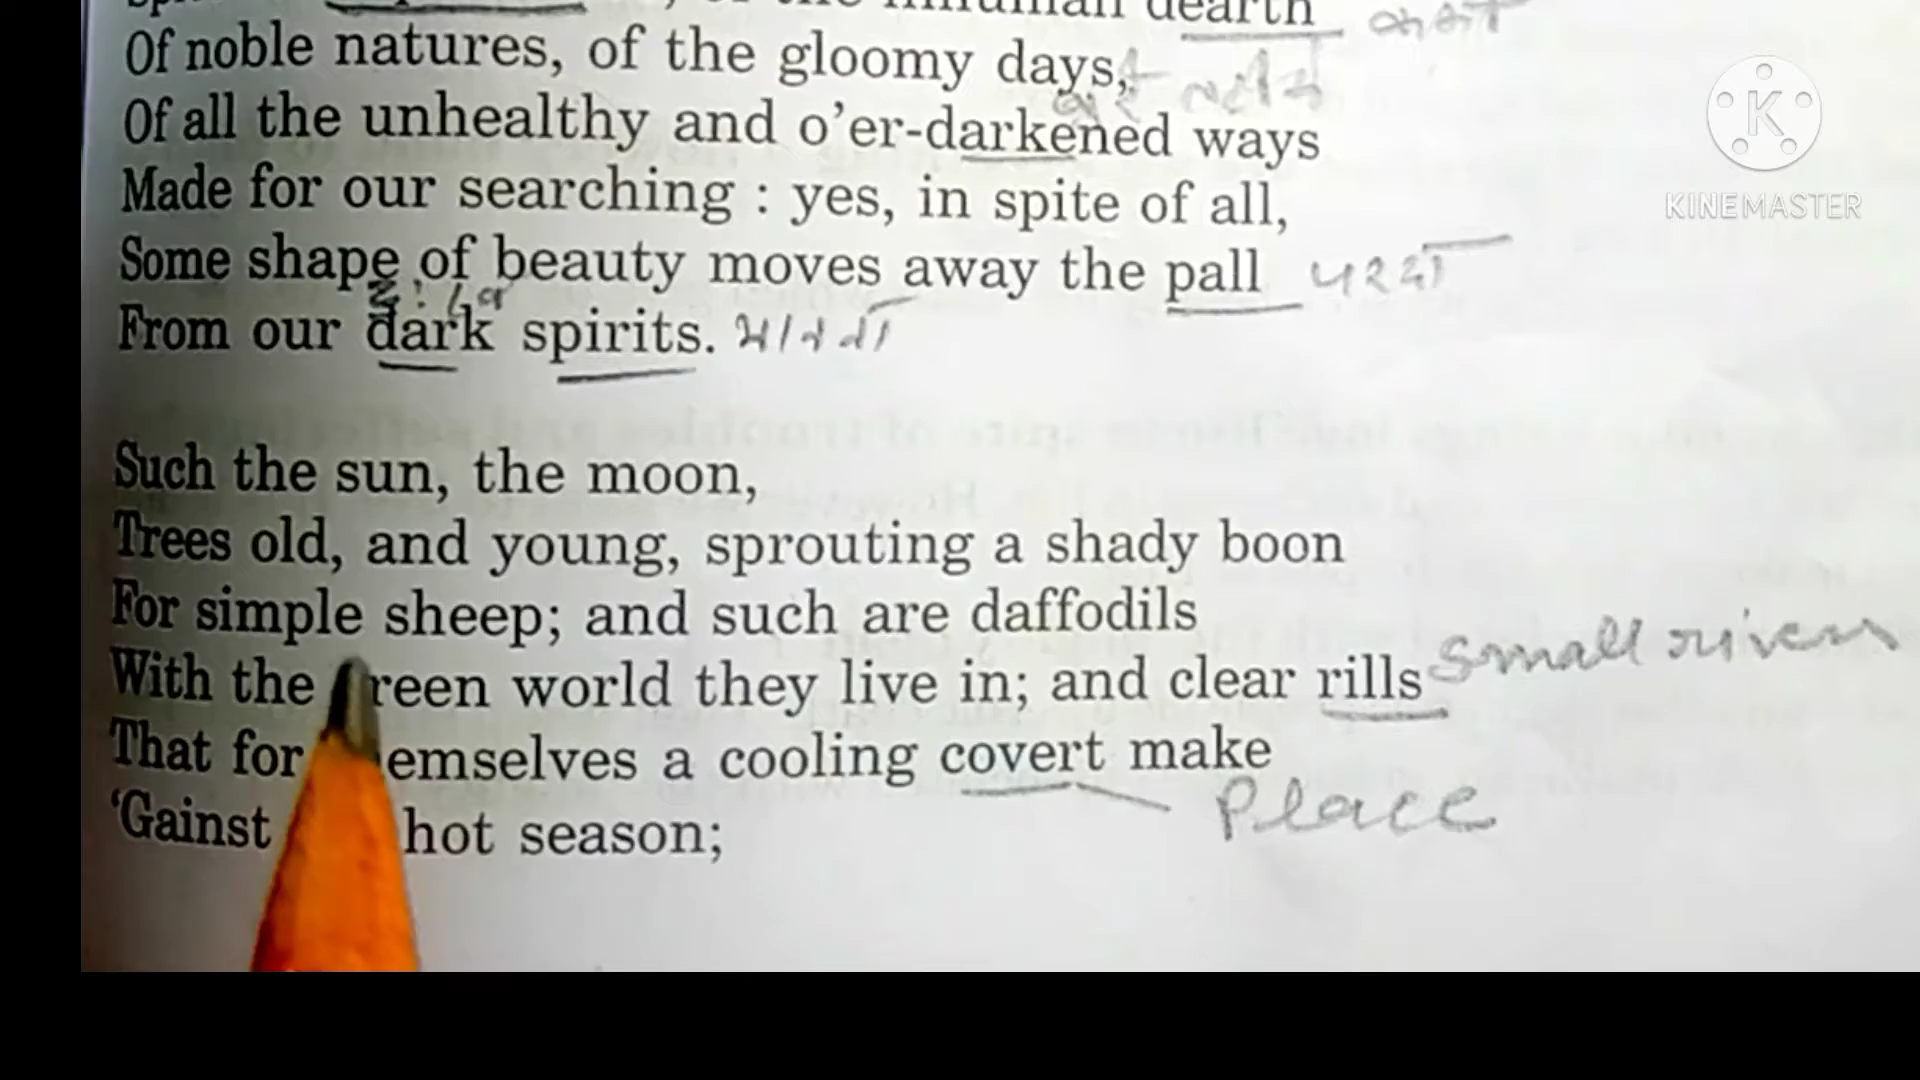 dearth
Of noble natures, of the gloomy days,
Of all the unhealthy and o'er-darkened ways
Made for our searching : yes, in spite of all,
Some shape of beauty moves away the pall
From our dark spirits.
Such the sun, the moon,
Trees old, and young, sprouting a shady boon
For simple sheep; and such are daffodils
With the reen world they live in; and clear rills small rivers
That for emselves a cooling covert make
Place
'Gainst hot season;
K
KINEMASTER